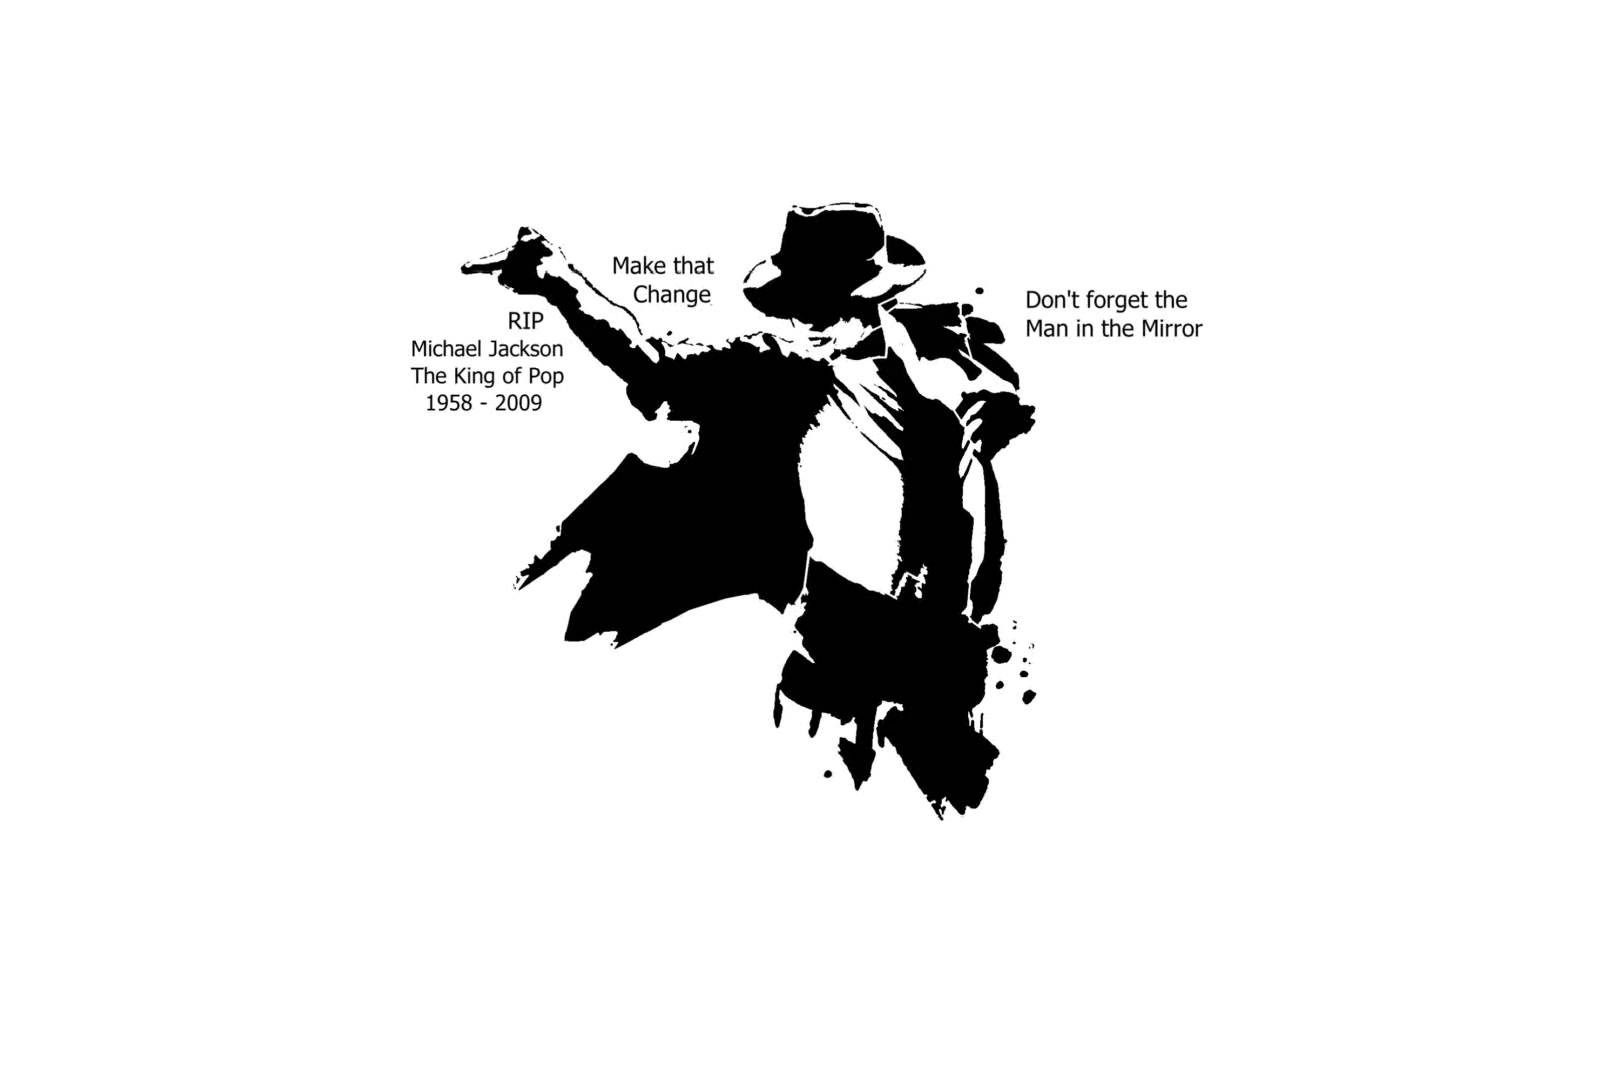 Make that
Change
Don't forget the
Man in the Mirror
RIP
Michael Jackson
The King of Pop
1958 - 2009